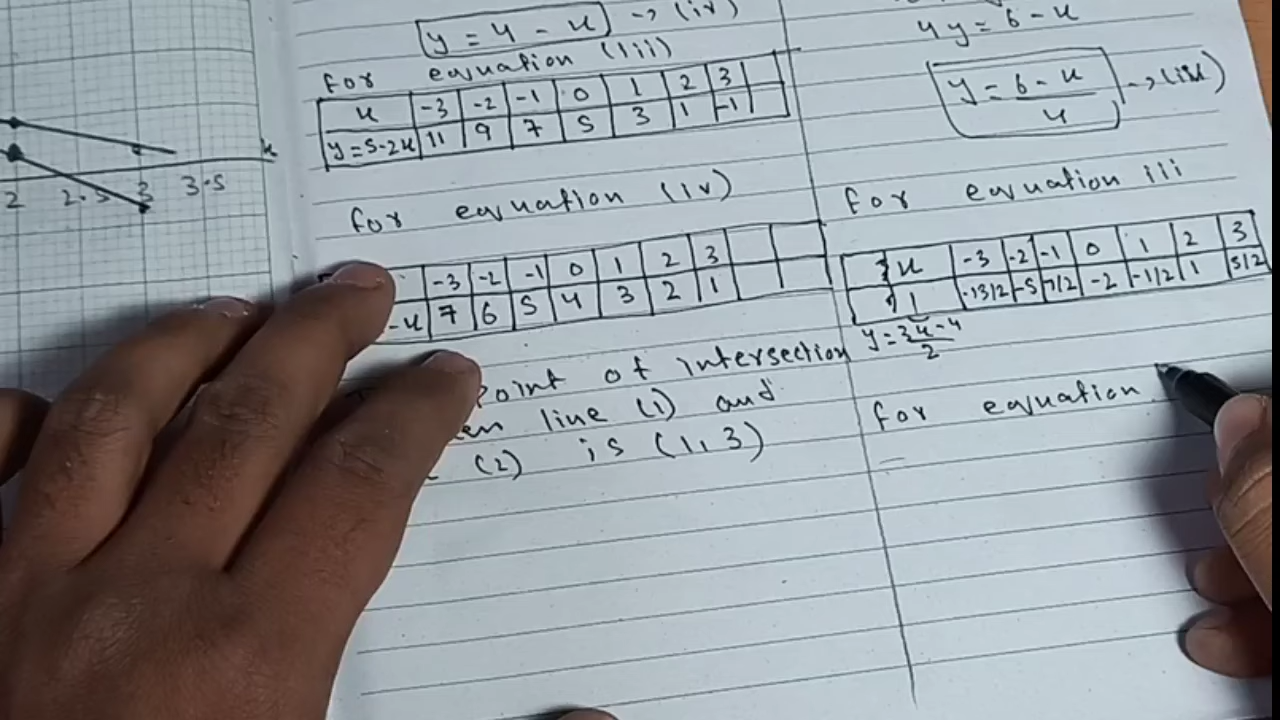 y = 4 - x → (iv)
for equation (iii)
x -3 -2 -1 0 1 2 3
y=5-2x 11 9 7 5 3 1 -1
for equation (iv)
-3 -2 -1 0 1 2 3
-x 7 6 5 4 3 2 1
Point of intersection
en line (1) and
(2) is (1,3)
4y = 6 - x
y = 6 - x / 4 → (iv)
for equation iii
x -3 -2 -1 0 1 2 3
-13/2 -5 7/2 -2 -1/2 1 5/2
y = 3x-4 / 2
for equation
2 2.5 3 3.5 x